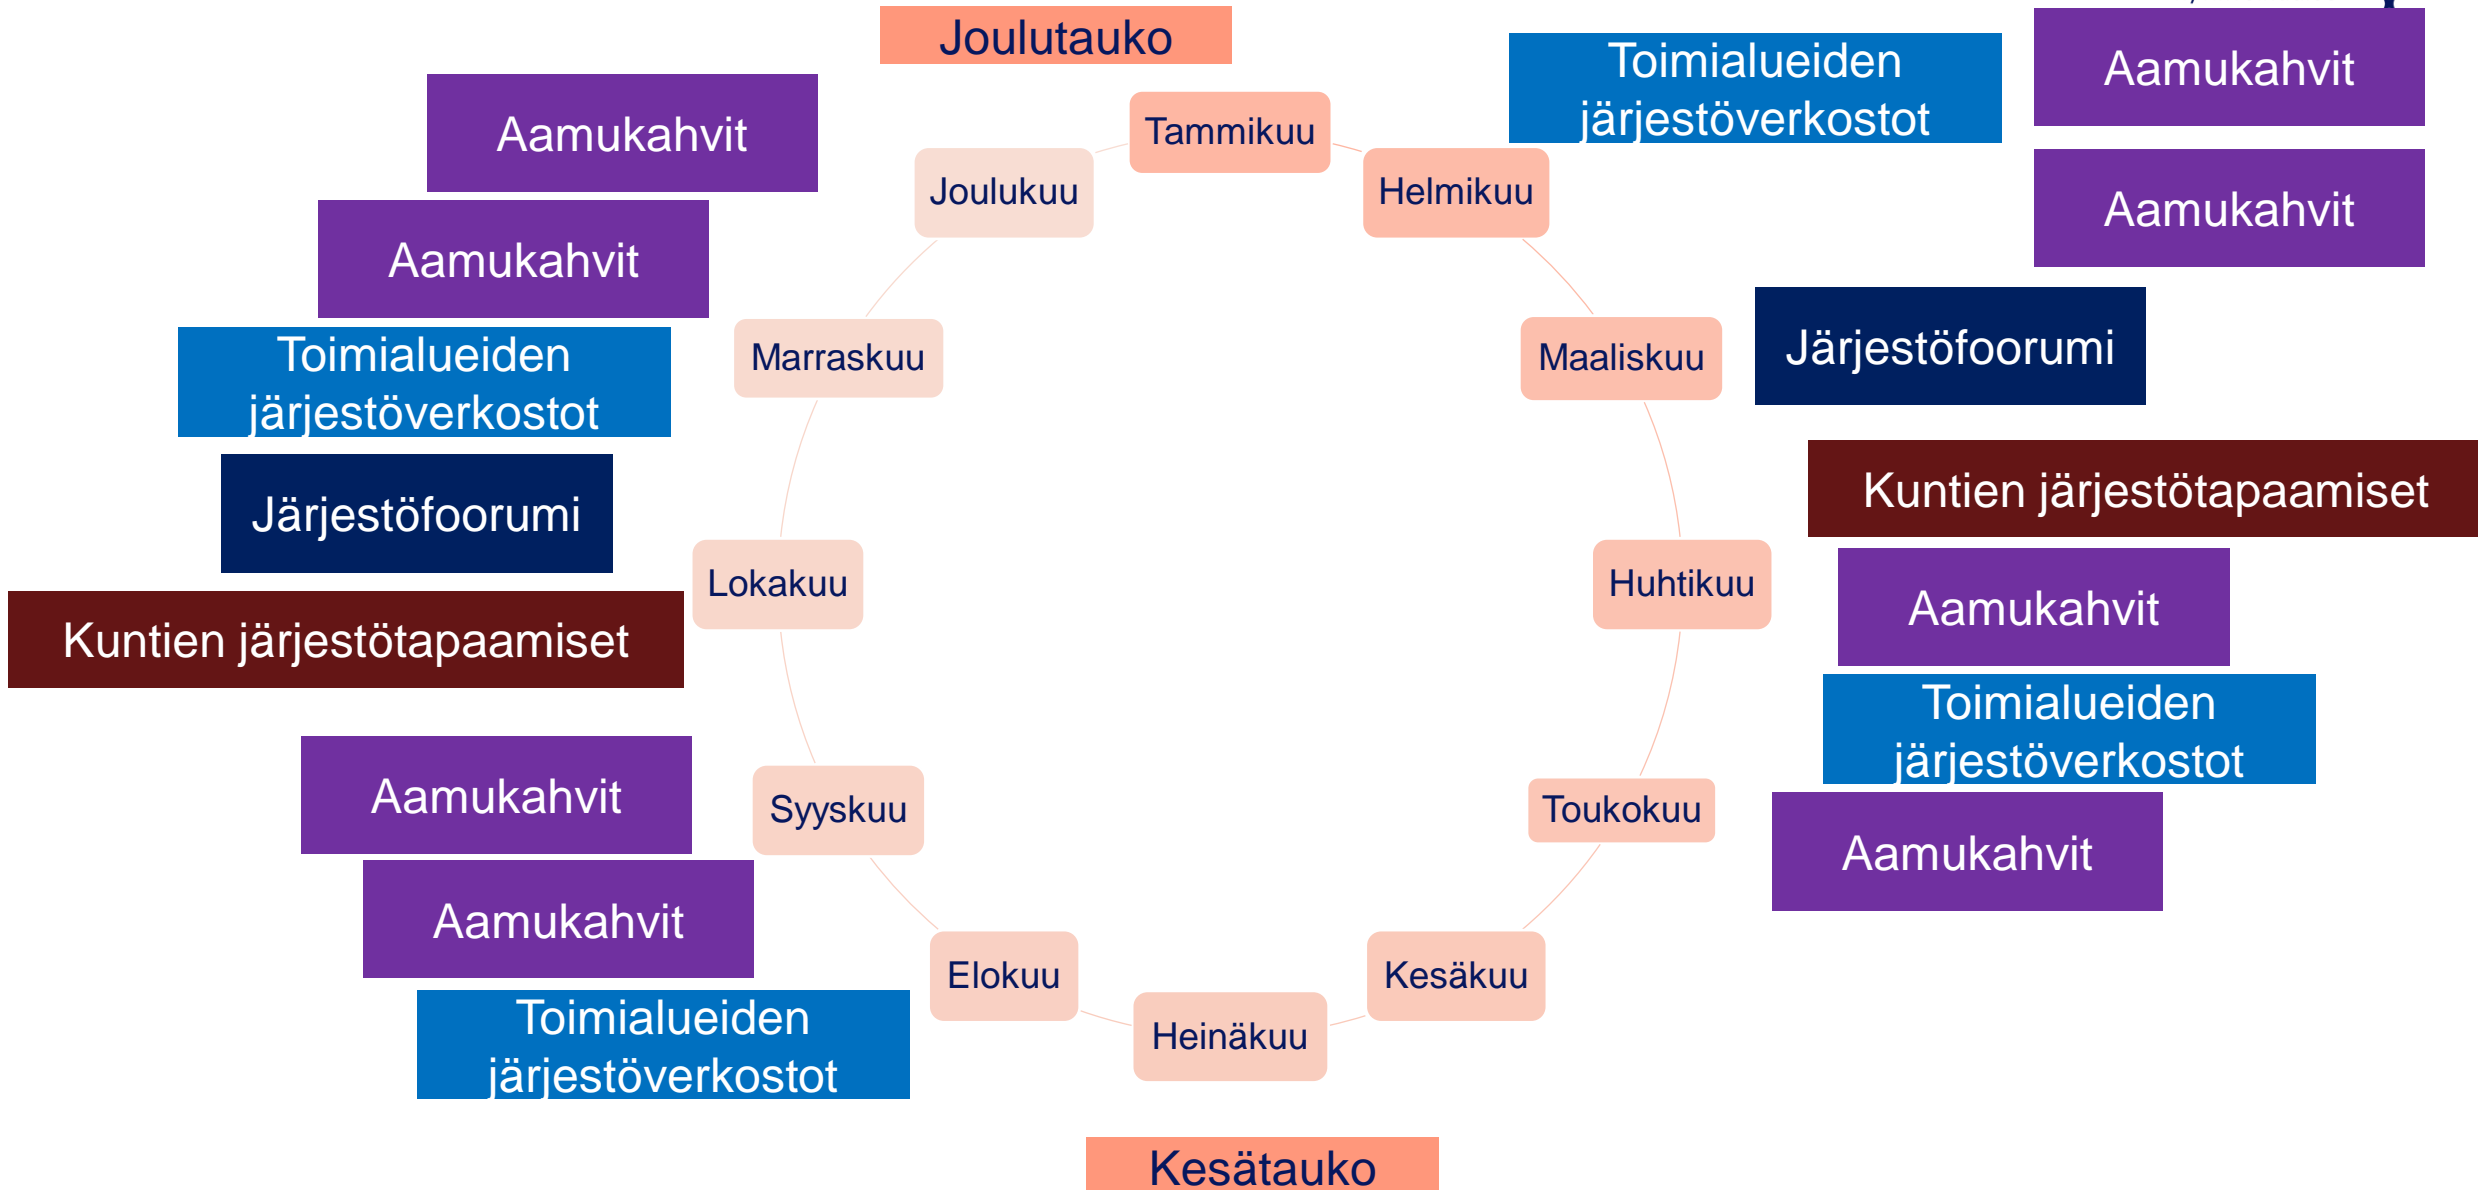 Joulutauko
Toimialueiden
järjestöverkostot
Aamukahvit
Aamukahvit
Tammikuu
Helmikuu
Maaliskuu
Järjestöfoorumi
Kuntien järjestötapaamiset
Huhtikuu
Aamukahvit
Toimialueiden
järjestöverkostot
Toukokuu
Aamukahvit
Kesäkuu
Heinäkuu
Kesätauko
Elokuu
Toimialueiden
järjestöverkostot
Aamukahvit
Syyskuu
Aamukahvit
Kuntien järjestötapaamiset
Lokakuu
Järjestöfoorumi
Toimialueiden
järjestöverkostot
Marraskuu
Aamukahvit
Aamukahvit
Joulukuu